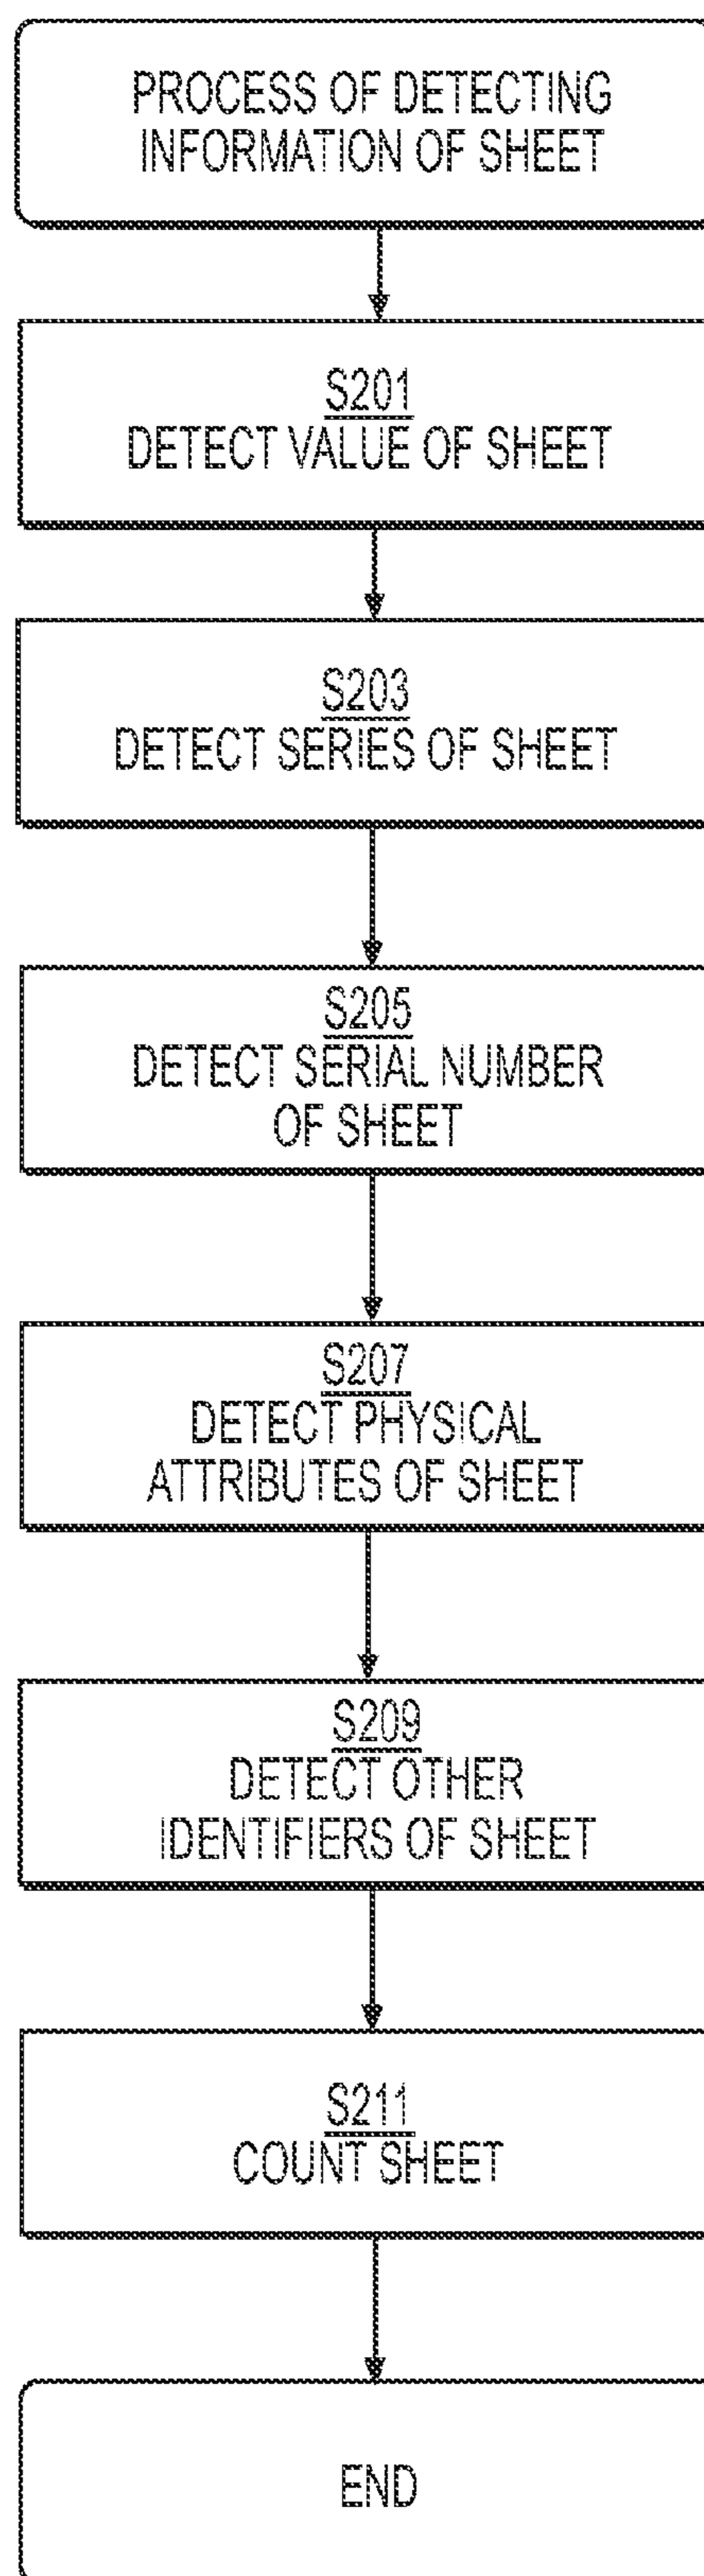 PROCESS OF DETECTING
INFORMATION OF SHEET
S201
DETECT VALUE OF SHEET
S203
DETECT SERIES OF SHEET
S205
DETECT SERIAL NUMBER
OF SHEET
S207
DETECT PHYSICAL
ATTRIBUTES OF SHEET
S209
DETECT OTHER
IDENTIFIERS OF SHEET
S211
COUNT SHEET
END